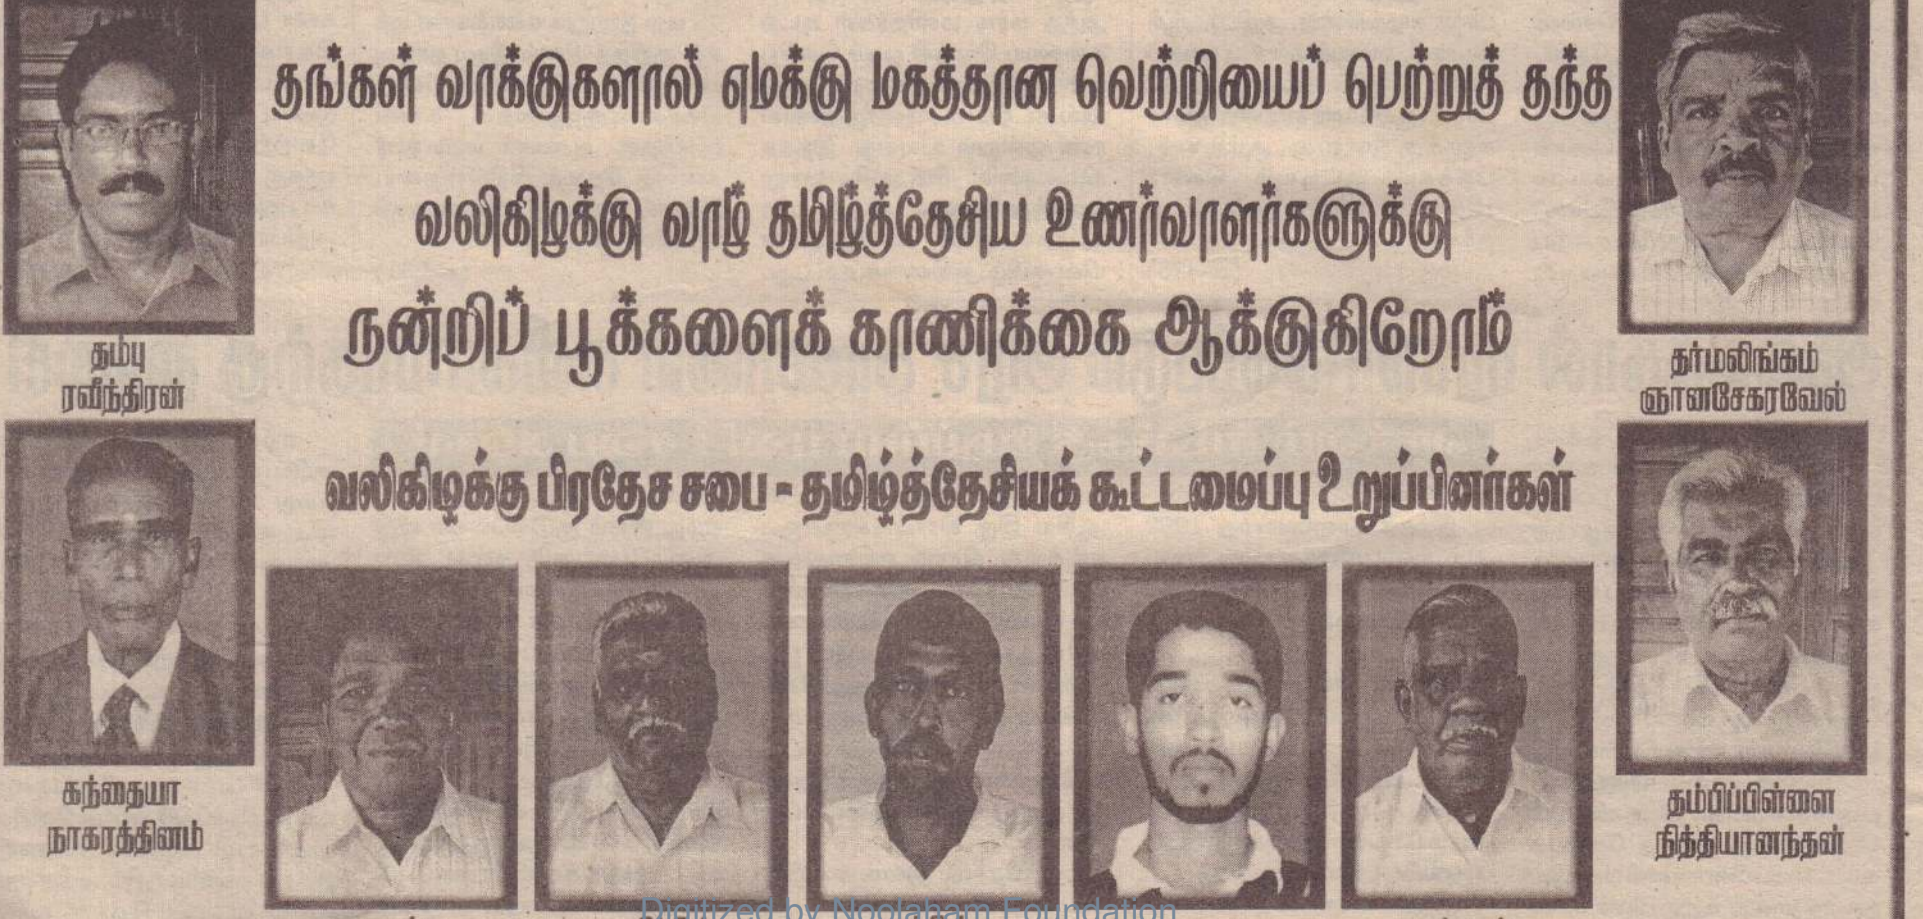 தங்கள் வாக்குகளால் எமக்கு மகத்தான வெற்றியைப் பெற்றுத் தந்த
வலிகிழக்கு வாழ் தமிழ்த்தேசிய உணர்வாளர்களுக்கு
நன்றிப் பூக்களைக் காணிக்கை ஆக்குகிறோம்
தம்பு
ரவீந்திரன்
தர்மலிங்கம்
ஞானசேகரவேல்
வலிகிழக்கு பிரதேச சபை - தமிழ்த்தேசியக் கூட்டமைப்பு உறுப்பினர்கள்
கந்தையா
நாகரத்தினம்
தம்பிப்பிள்ளை
நித்தியானந்தன்
Digitized by Noolaham Foundation